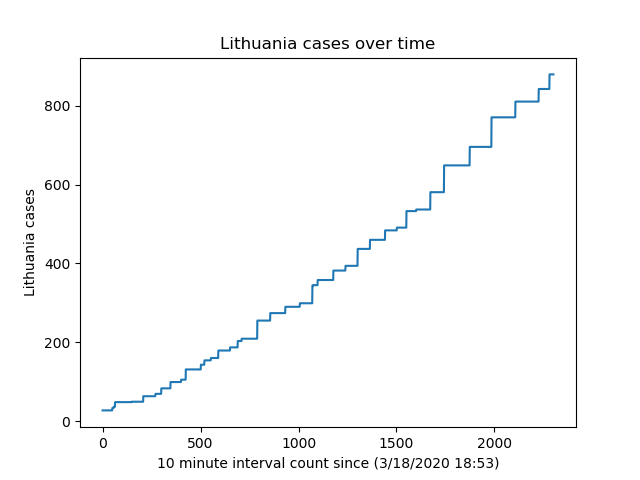 Lithuania cases over time
Lithuania cases
800
600
400
200
0
0 500 1000 1500 2000
10 minute interval count since (3/18/2020 18:53)